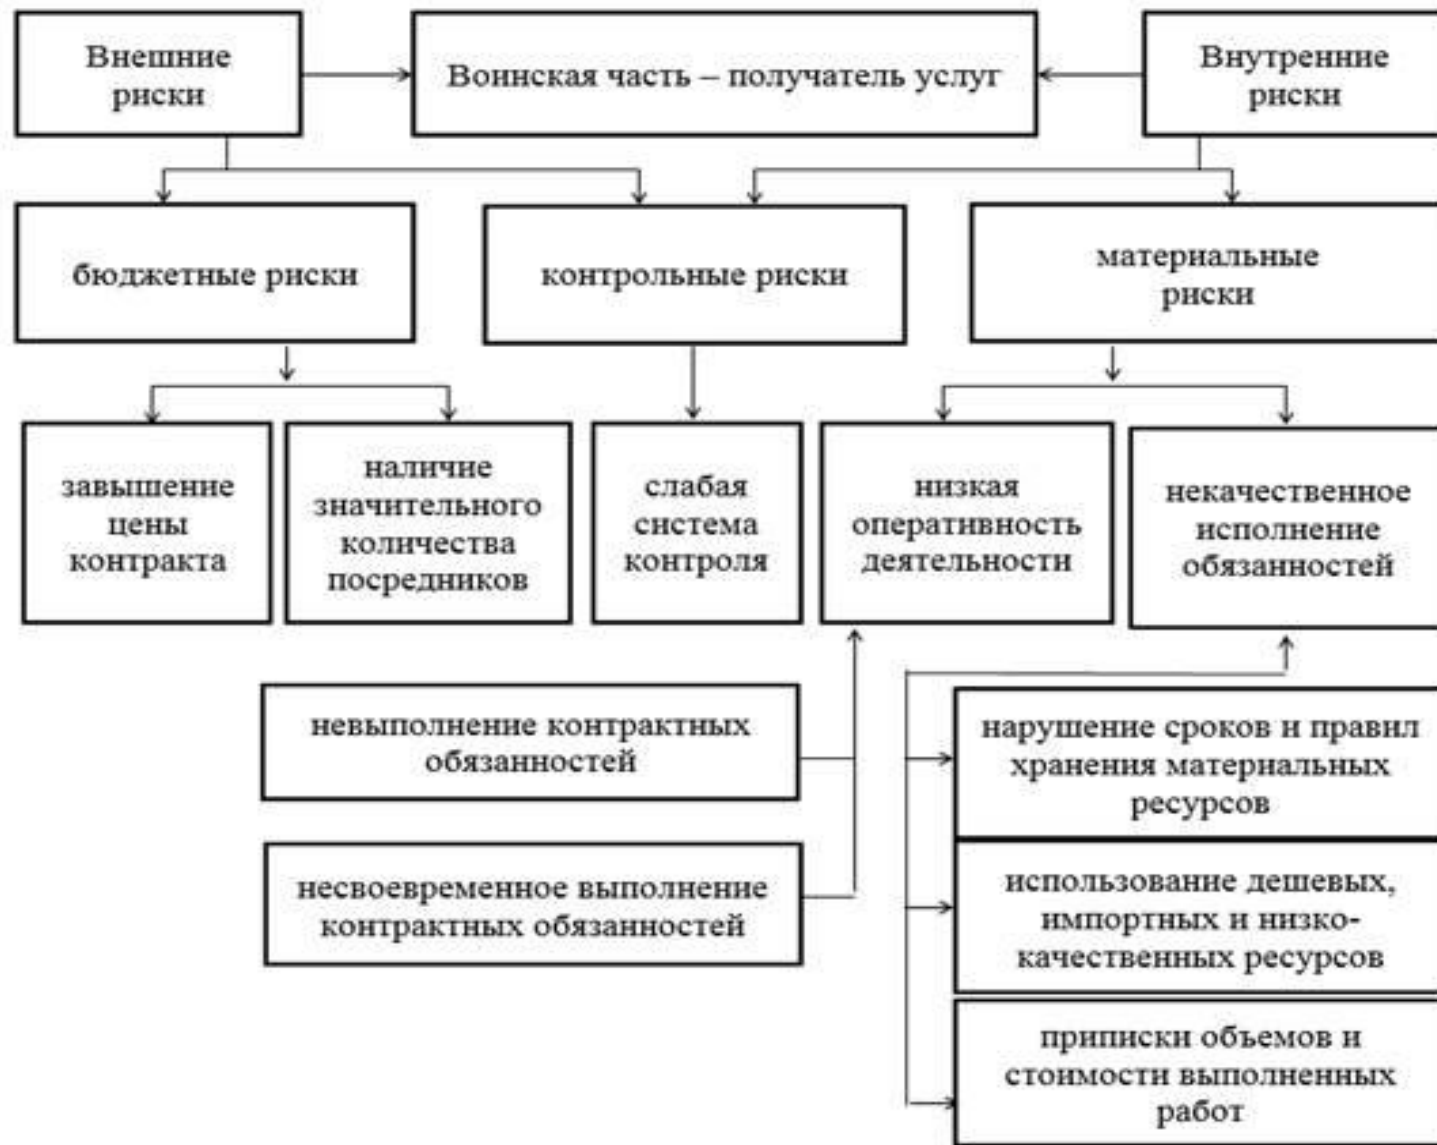 Внешние
риски
Воинская часть – получатель услуг
Внутренние
риски
бюджетные риски
контрольные риски
материальные
риски
завышение
цены
контракта
наличие
значительного
количества
посредников
слабая
система
контроля
низкая
оперативность
деятельности
некачественное
исполнение
обязанностей
невыполнение контрактных
обязанностей
несвоевременное выполнение
контрактных обязанностей
нарушение сроков и правил
хранения материальных
ресурсов
использование дешевых,
импортных и низко-
качественных ресурсов
приписки объемов и
стоимости выполненных
работ